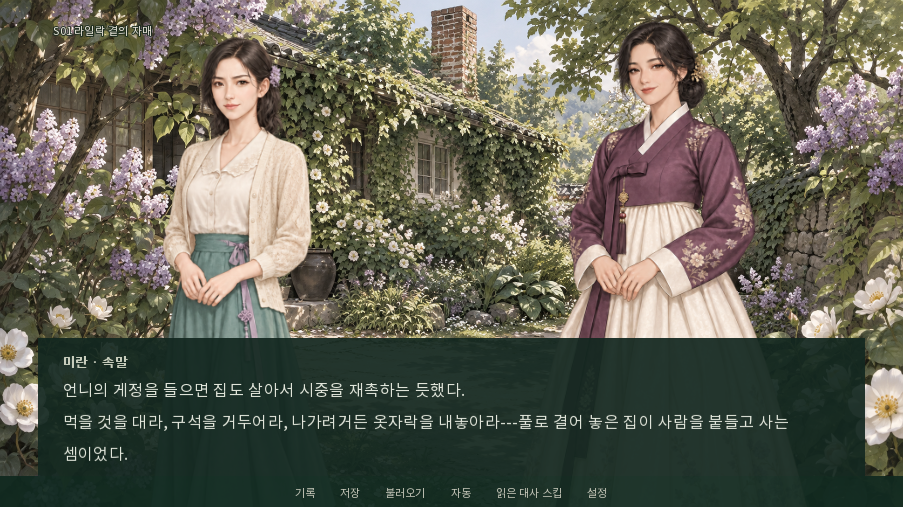 S01 라일락 결의 자매
미란 · 속말
언니의 게정을 들으면 집도 살아서 시중을 재촉하는 듯했다.
먹을 것을 대라, 구석을 거두어라, 나가려거든 옷자락을 내놓아라---풀로 결어 놓은 집이 사람을 붙들고 사는
셈이었다.
기록 저장 불러오기 자동 읽은 대사 스킵 설정